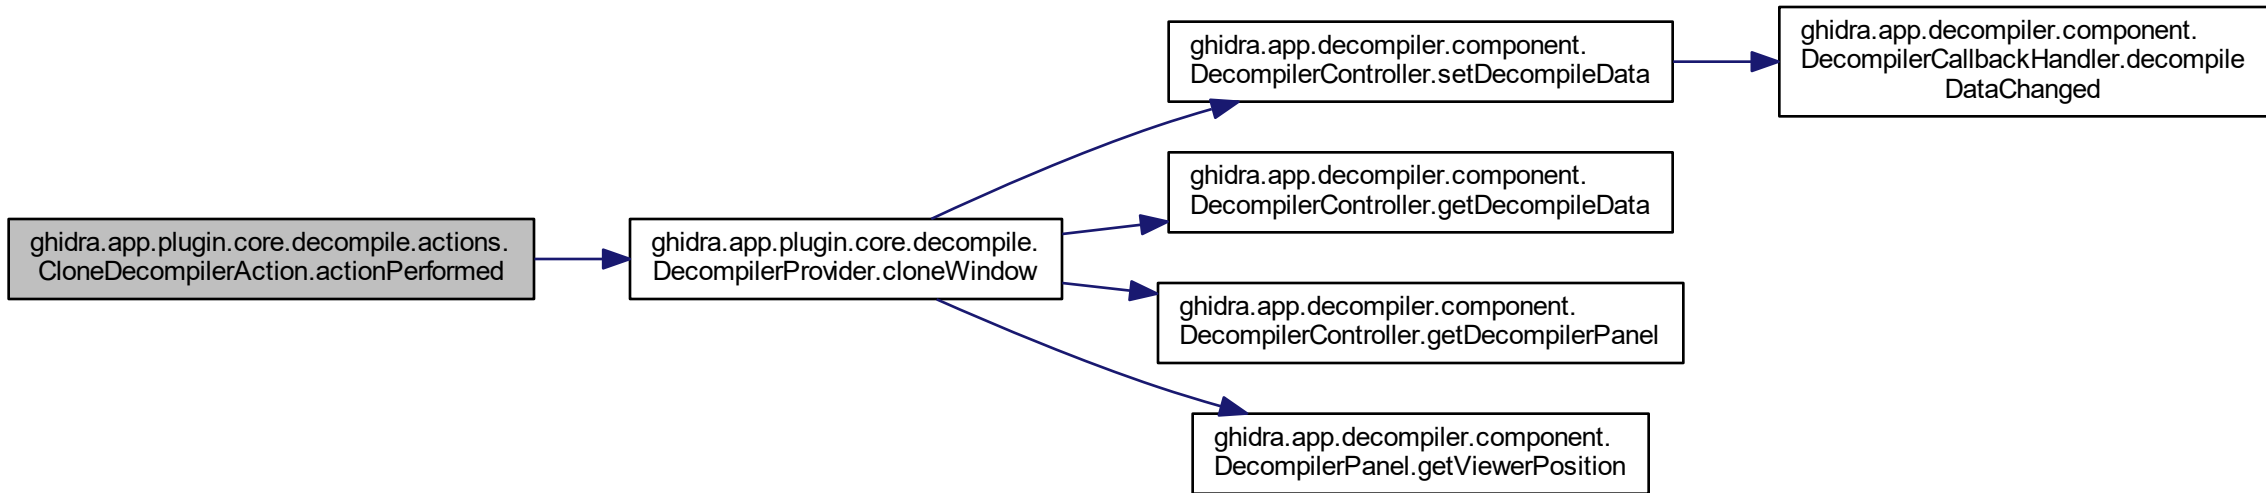 ghidra.app.plugin.core.decompile.actions.
CloneDecompilerAction.actionPerformed
ghidra.app.plugin.core.decompile.
DecompilerProvider.cloneWindow
ghidra.app.decompiler.component.
DecompilerController.setDecompileData
ghidra.app.decompiler.component.
DecompilerCallbackHandler.decompile
DataChanged
ghidra.app.decompiler.component.
DecompilerController.getDecompileData
ghidra.app.decompiler.component.
DecompilerController.getDecompilerPanel
ghidra.app.decompiler.component.
DecompilerPanel.getViewerPosition